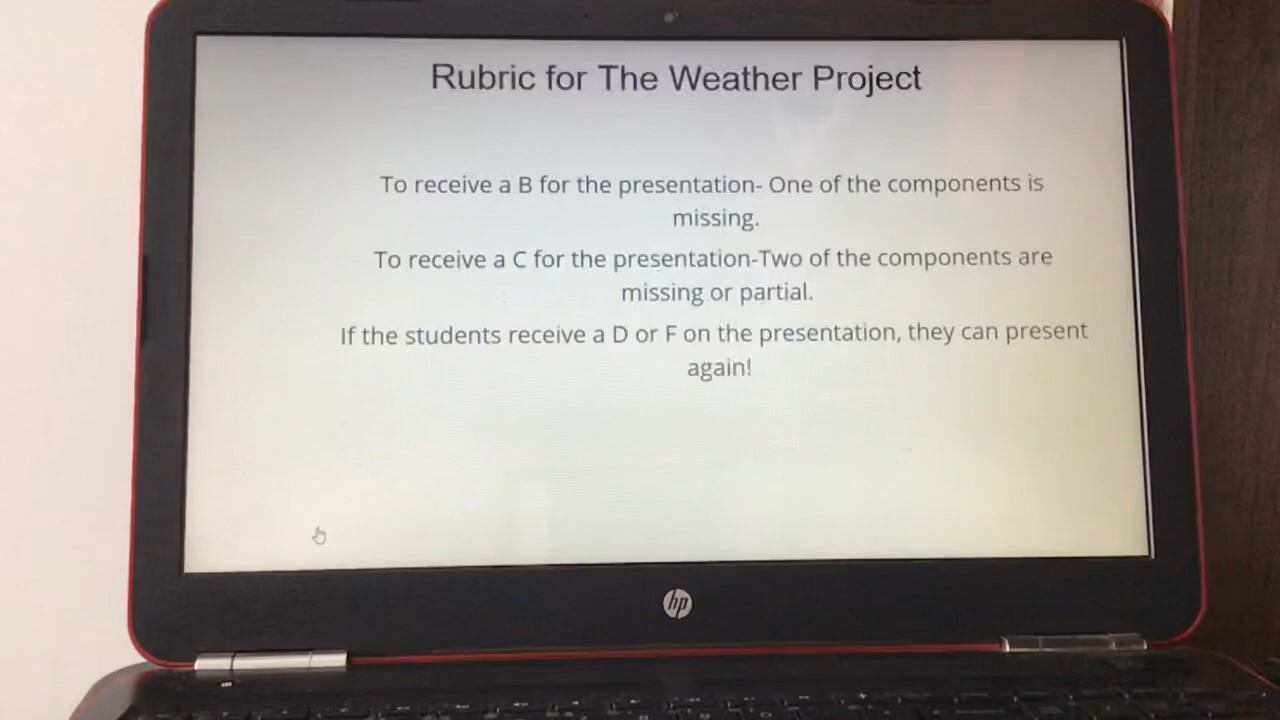 Rubric for The Weather Project
To receive a B for the presentation- One of the components is
missing.
To receive a C for the presentation-Two of the components are
missing or partial.
If the students receive a D or F on the presentation, they can present
again!
hp